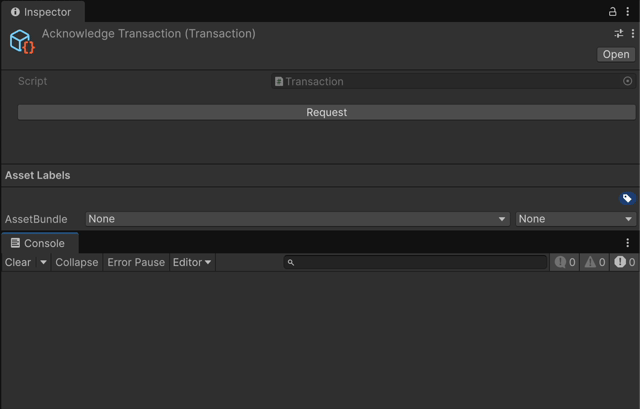 Inspector
Acknowledge Transaction (Transaction)
Open
Script Transaction
Request
Asset Labels
AssetBundle None None
Console
Clear Collapse Error Pause Editor 0 0 0